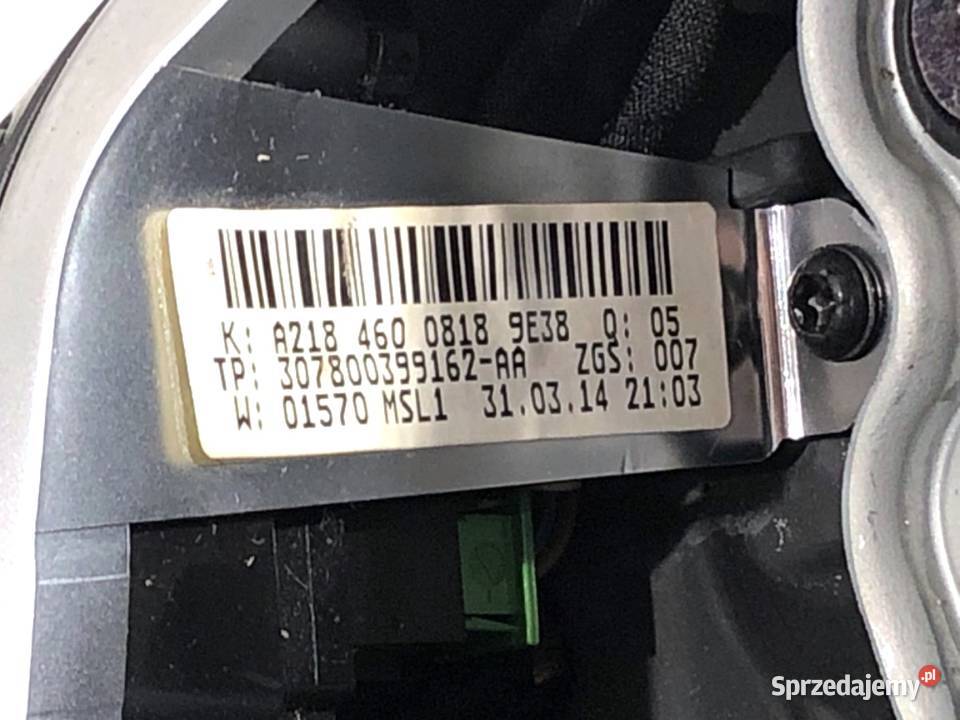 K: A218 460 0818 9E38 Q: 05
TP: 307800399162-AA ZGS: 007
W: 01570 MSL1 31.03.14 21:03
Sprzedajemy.pl